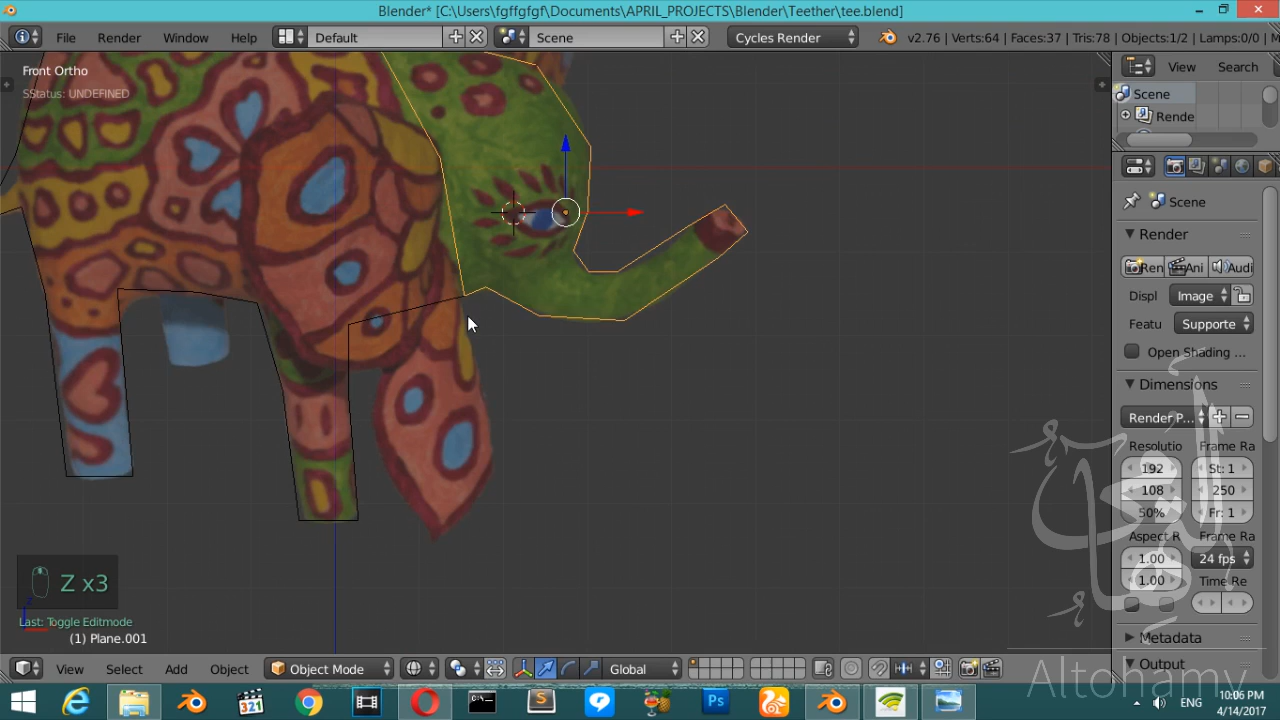 Blender* [C:\Users\fgffgfgf\Documents\APRIL_PROJECTS\Blender\Teether\tee.blend]
File Render Window Help Default Scene Cycles Render v2.76 | Verts:64 | Faces:37 | Tris:78 | Objects:1/2 | Lamps:0/0 | M
Front Ortho
SStatus: UNDEFINED
View Search
Scene
Rende
Scene
Render
Ren Ani Audi
Displ Image
Featu Supporte
Open Shading ...
Dimensions
Render P...
Resolutio Frame Ra
192 St: 1
108 250
50% Fr: 1
Aspect R Frame Ra
1.00 24 fps
1.00 Time Re
Metadata
Output
Z x3
Last: Toggle Editmode
(1) Plane.001
View Select Add Object Object Mode Global
Altohamy
321
Ps
ENG
10:06 PM
4/14/2017